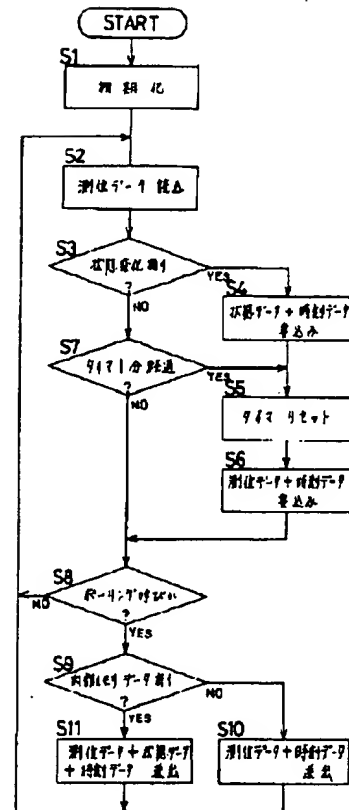 START
S1
初期化
S2
測位データ読込
S3
状態変化有り
?
YES
NO
S4
状態データ+時刻データ
書込み
S7
タイマ1分経過
?
YES
NO
S5
タイマリセット
S6
測位データ+時刻データ
書込み
S8
ポーリング呼びか
?
NO
YES
S9
内部メモリデータ有り
?
NO
YES
S11
測位データ+状態データ
+時刻データ 送出
S10
測位データ+時刻データ
送出